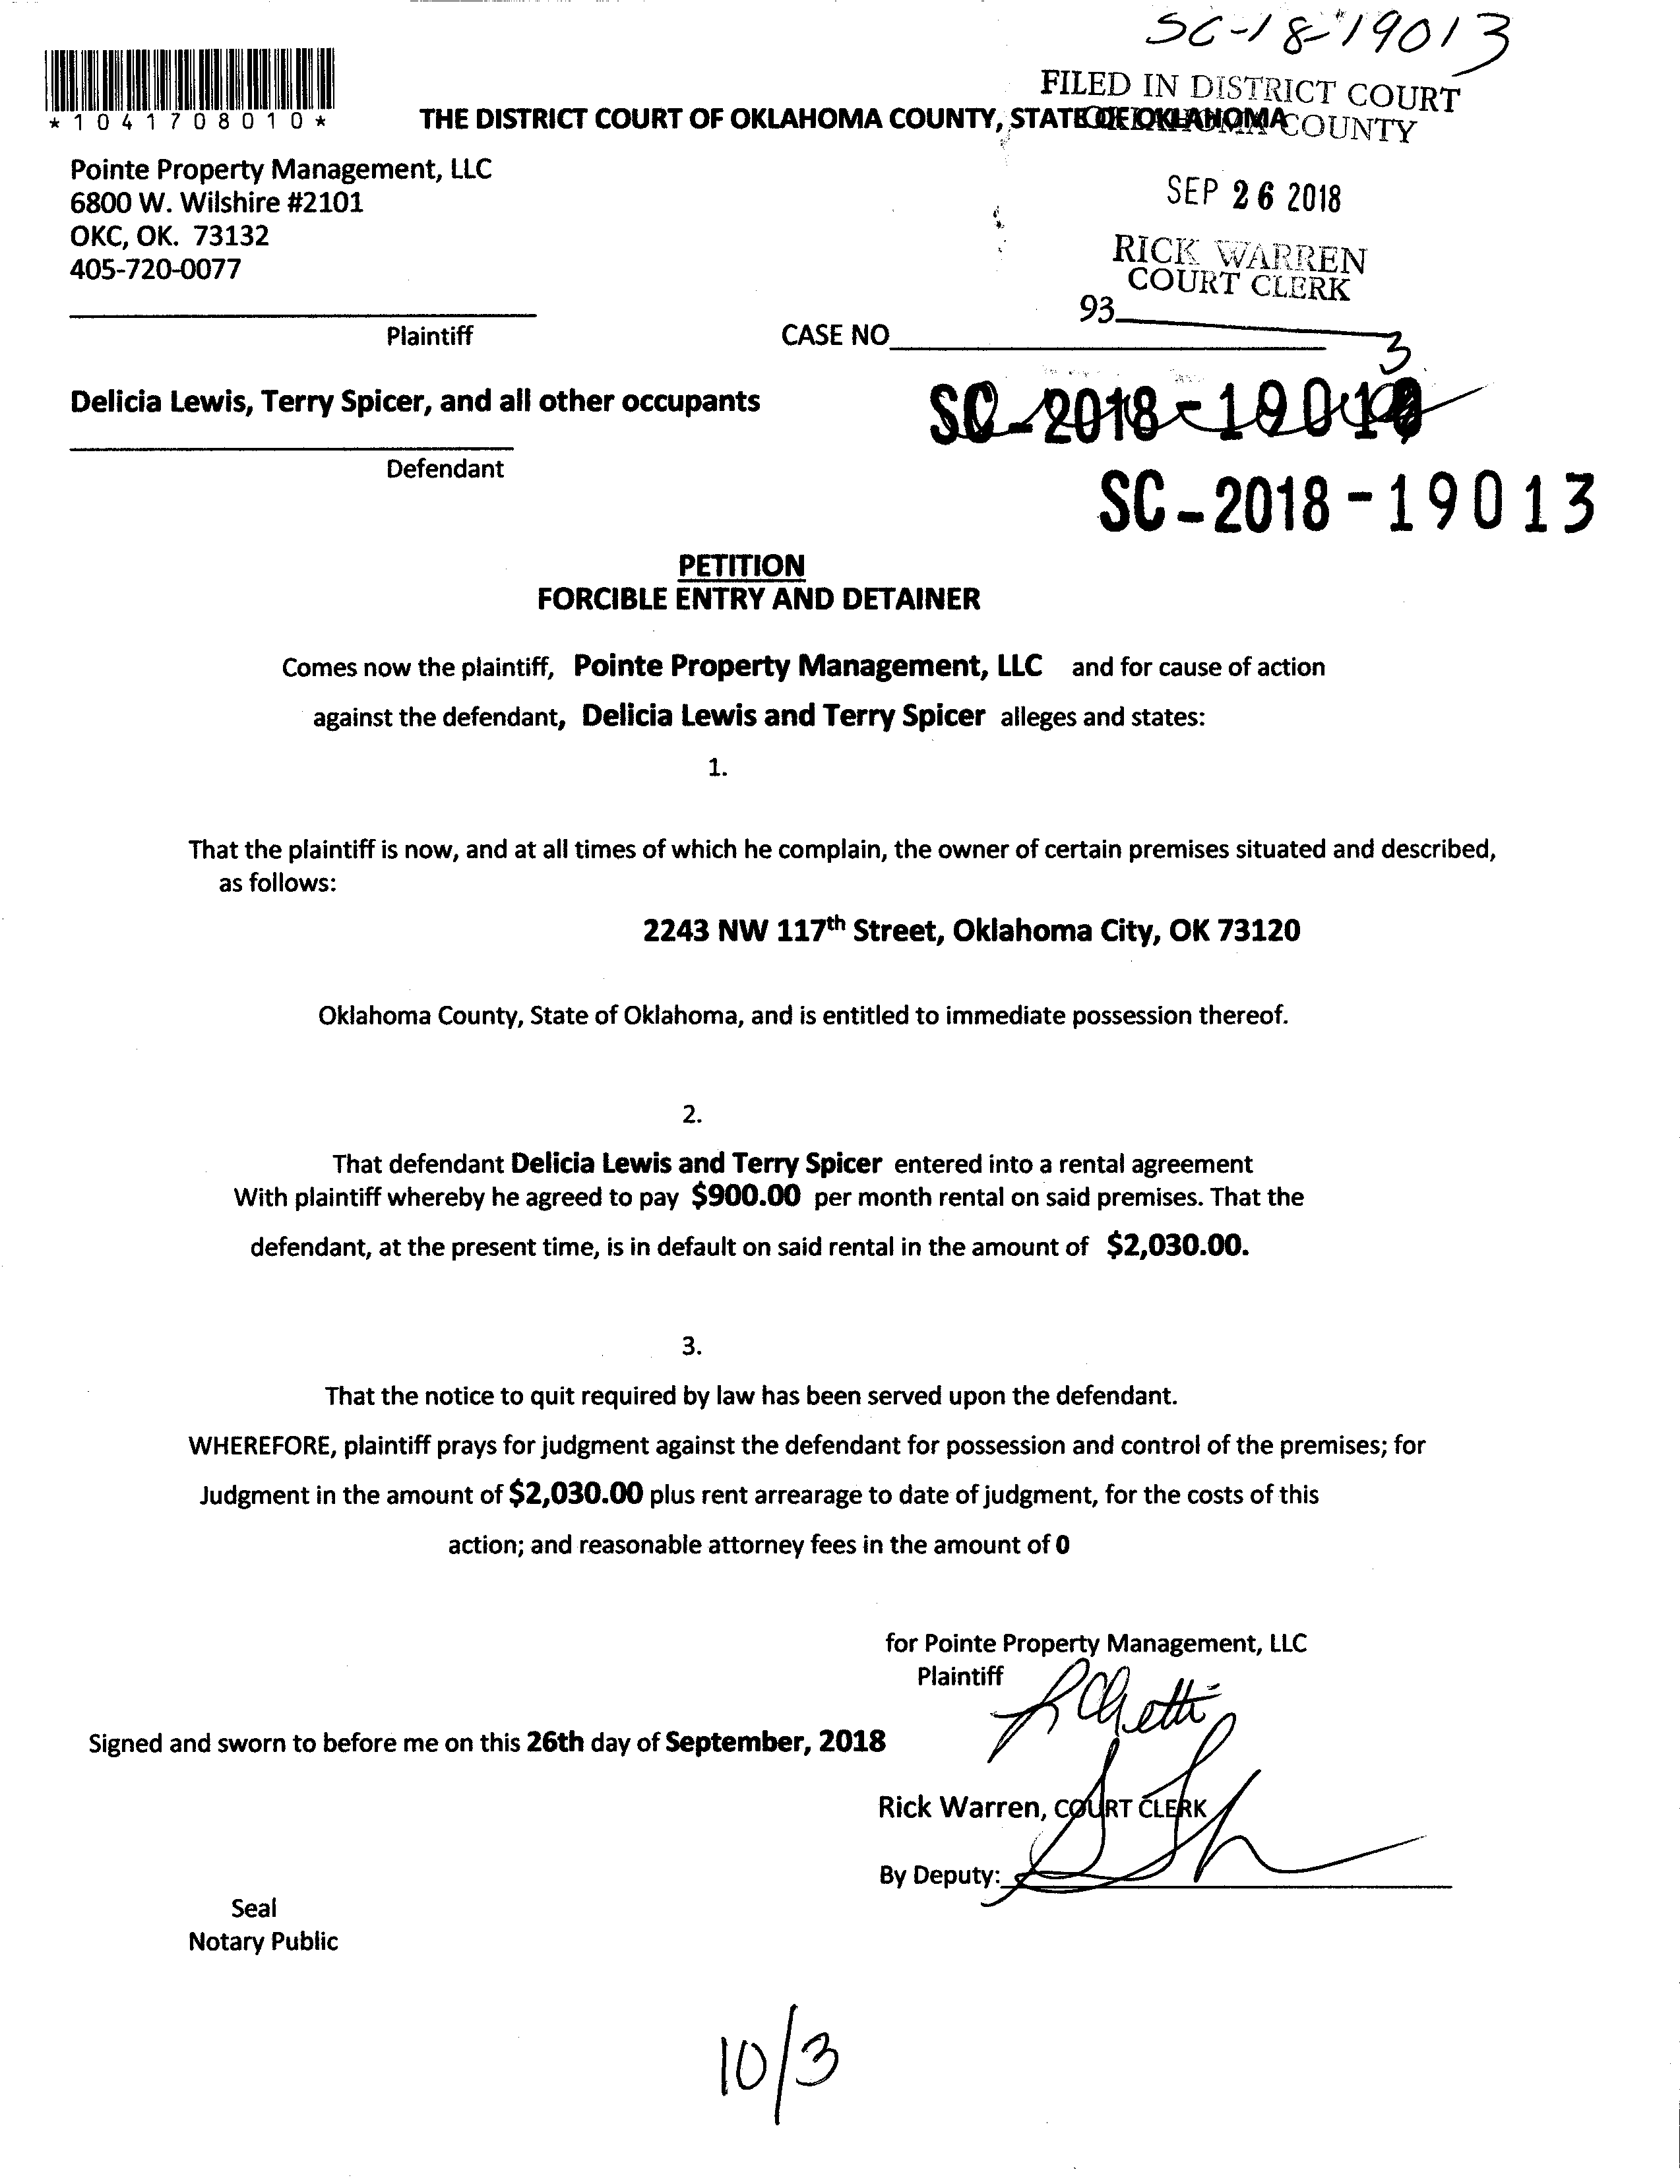 SC-18-19013
*1041708010*
FILED IN DISTRICT COURT
OKLAHOMA COUNTY
THE DISTRICT COURT OF OKLAHOMA COUNTY, STATE OF OKLAHOMA
Pointe Property Management, LLC
6800 W. Wilshire #2101
OKC, OK. 73132
405-720-0077
SEP 26 2018
RICK WARREN
COURT CLERK
93
Plaintiff
CASE NO
3
Delicia Lewis, Terry Spicer, and all other occupants
SC-2018-1901
Defendant
SC-2018-19013
PETITION
FORCIBLE ENTRY AND DETAINER
Comes now the plaintiff, Pointe Property Management, LLC and for cause of action
against the defendant, Delicia Lewis and Terry Spicer alleges and states:
1.
That the plaintiff is now, and at all times of which he complain, the owner of certain premises situated and described,
as follows:
2243 NW 117th Street, Oklahoma City, OK 73120
Oklahoma County, State of Oklahoma, and is entitled to immediate possession thereof.
2.
That defendant Delicia Lewis and Terry Spicer entered into a rental agreement
With plaintiff whereby he agreed to pay $900.00 per month rental on said premises. That the
defendant, at the present time, is in default on said rental in the amount of $2,030.00.
3.
That the notice to quit required by law has been served upon the defendant.
WHEREFORE, plaintiff prays for judgment against the defendant for possession and control of the premises; for
Judgment in the amount of $2,030.00 plus rent arrearage to date of judgment, for the costs of this
action; and reasonable attorney fees in the amount of 0
for Pointe Property Management, LLC
Plaintiff
Signed and sworn to before me on this 26th day of September, 2018
Rick Warren, COURT CLERK
By Deputy:
Seal
Notary Public
10/3